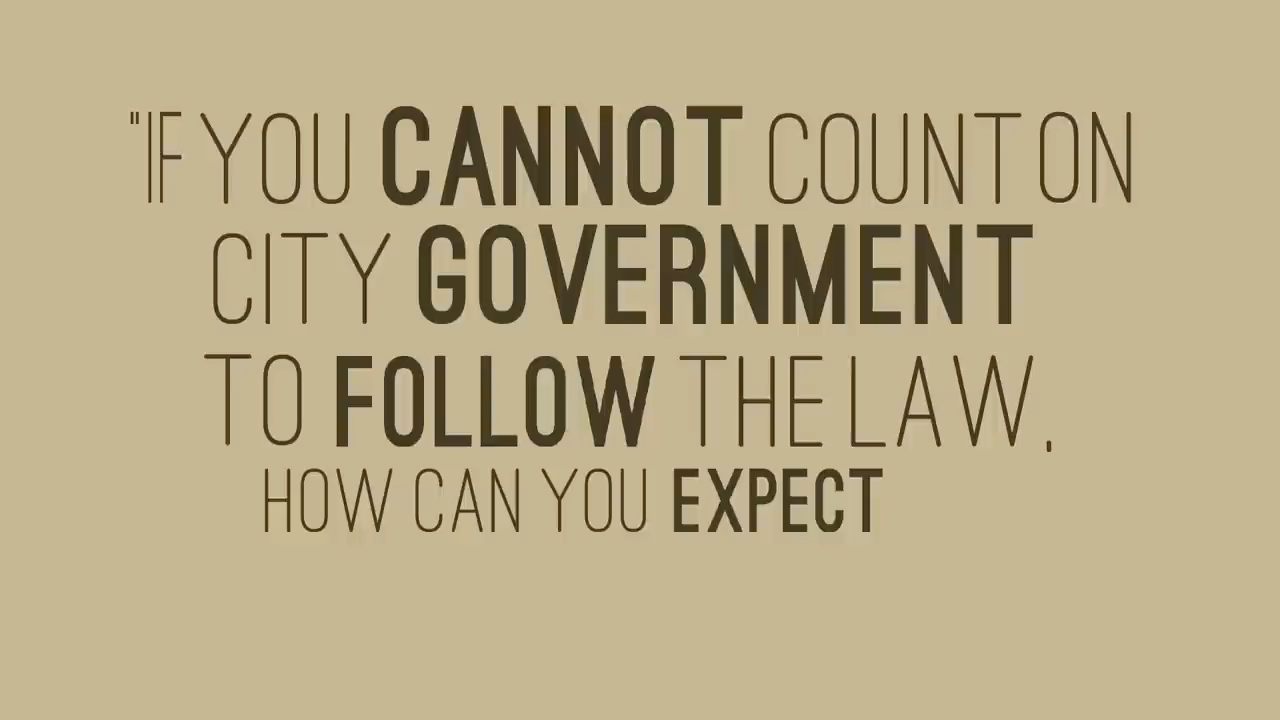 "IF YOU CANNOT COUNT ON
CITY GOVERNMENT
TO FOLLOW THE LAW,
HOW CAN YOU EXPECT